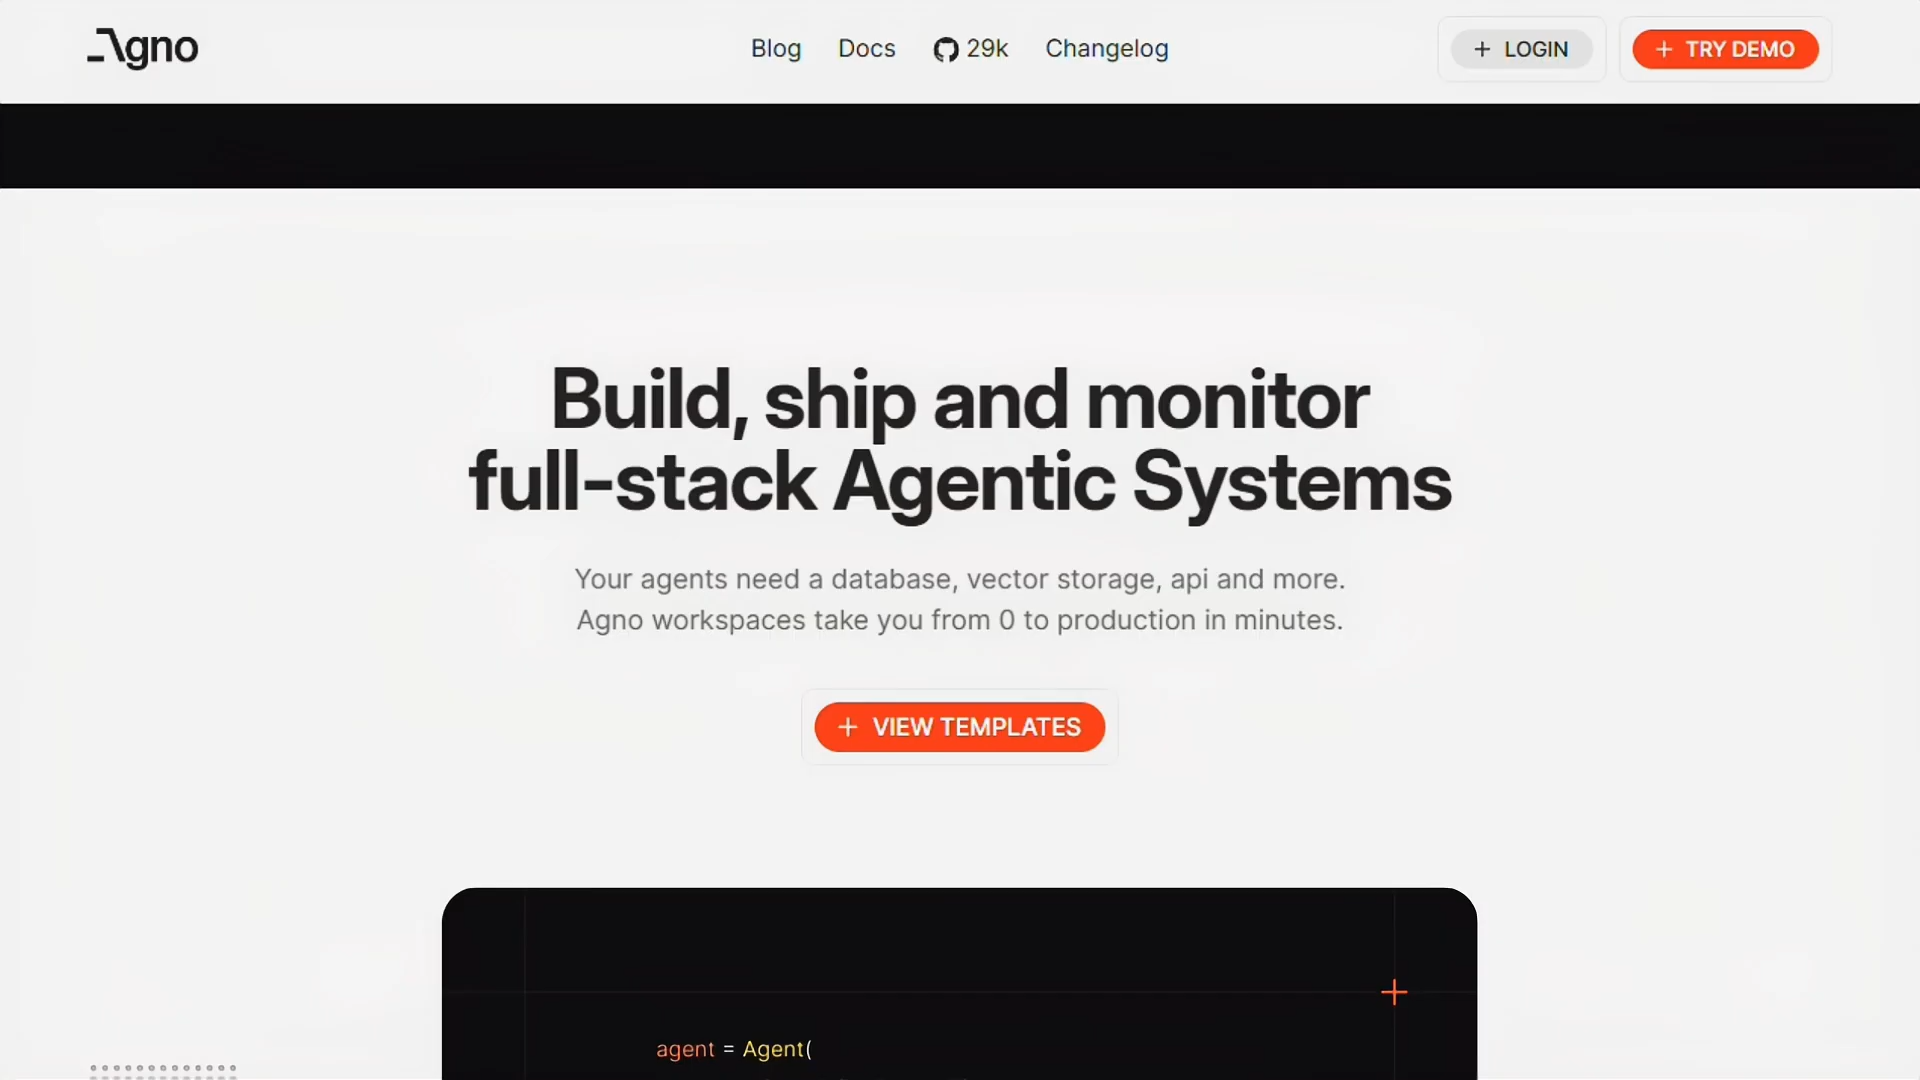 Agno
Blog
Docs
29k
Changelog
+ LOGIN
+ TRY DEMO
Build, ship and monitor
full-stack Agentic Systems
Your agents need a database, vector storage, api and more.
Agno workspaces take you from 0 to production in minutes.
+ VIEW TEMPLATES
agent = Agent(